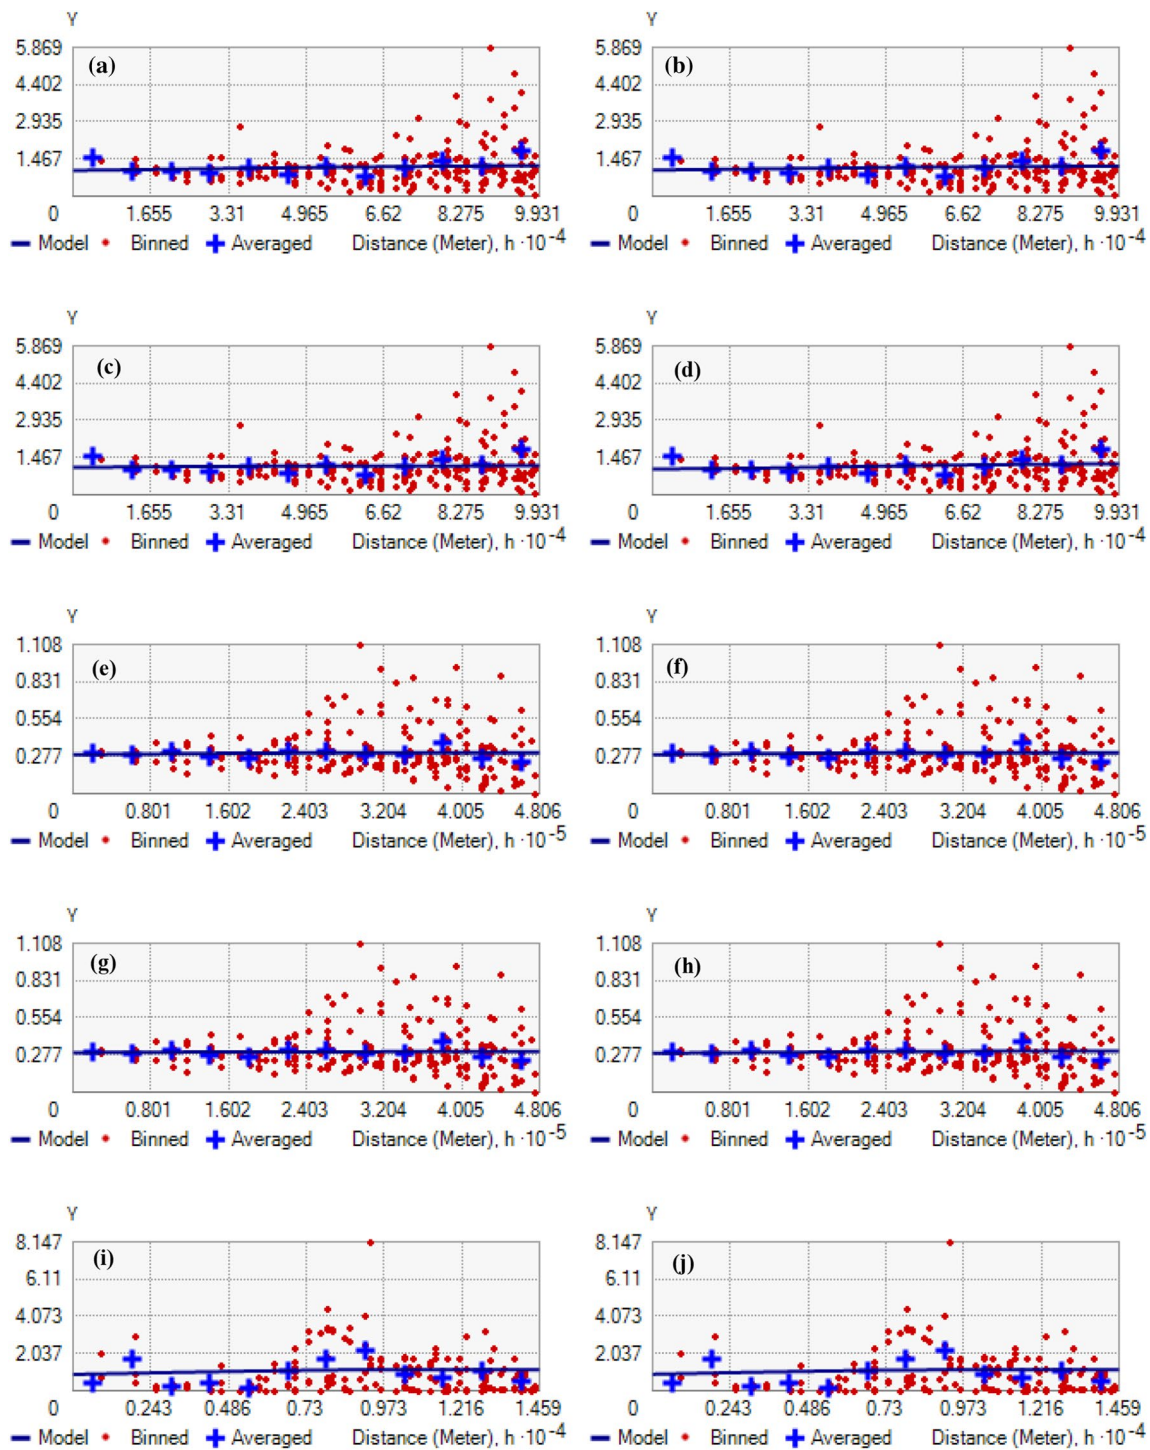 Y Y
5.869 (a) 5.869 (b)
4.402 4.402
2.935 2.935
1.467 1.467
0 1.655 3.31 4.965 6.62 8.275 9.931 0 1.655 3.31 4.965 6.62 8.275 9.931
Model Binned Averaged Distance (Meter), h ·10⁻⁴ Model Binned Averaged Distance (Meter), h ·10⁻⁴
Y Y
5.869 (c) 5.869 (d)
4.402 4.402
2.935 2.935
1.467 1.467
0 1.655 3.31 4.965 6.62 8.275 9.931 0 1.655 3.31 4.965 6.62 8.275 9.931
Model Binned Averaged Distance (Meter), h ·10⁻⁴ Model Binned Averaged Distance (Meter), h ·10⁻⁴
Y Y
1.108 (e) 1.108 (f)
0.831 0.831
0.554 0.554
0.277 0.277
0 0.801 1.602 2.403 3.204 4.005 4.806 0 0.801 1.602 2.403 3.204 4.005 4.806
Model Binned Averaged Distance (Meter), h ·10⁻⁵ Model Binned Averaged Distance (Meter), h ·10⁻⁵
Y Y
1.108 (g) 1.108 (h)
0.831 0.831
0.554 0.554
0.277 0.277
0 0.801 1.602 2.403 3.204 4.005 4.806 0 0.801 1.602 2.403 3.204 4.005 4.806
Model Binned Averaged Distance (Meter), h ·10⁻⁵ Model Binned Averaged Distance (Meter), h ·10⁻⁵
Y Y
8.147 (i) 8.147 (j)
6.11 6.11
4.073 4.073
2.037 2.037
0 0.243 0.486 0.73 0.973 1.216 1.459 0 0.243 0.486 0.73 0.973 1.216 1.459
Model Binned Averaged Distance (Meter), h ·10⁻⁴ Model Binned Averaged Distance (Meter), h ·10⁻⁴